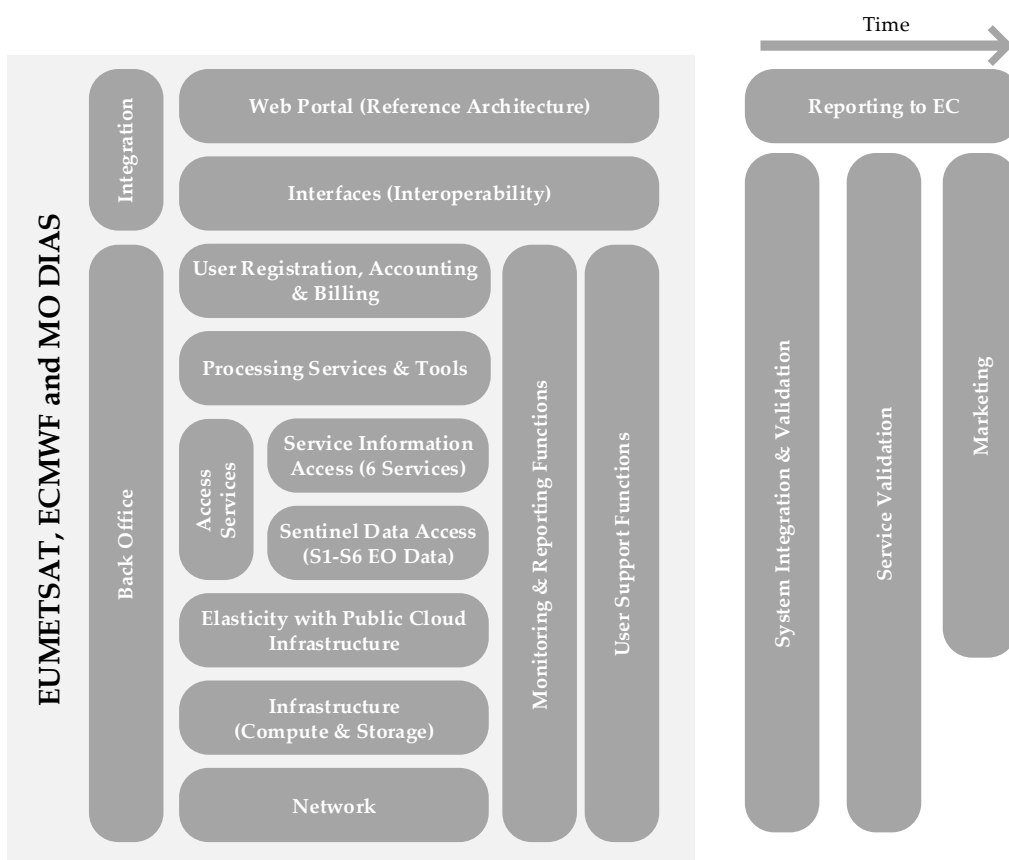 Time
EUMETSAT, ECMWF and MO DIAS
Integration
Web Portal (Reference Architecture)
Interfaces (Interoperability)
Back Office
User Registration, Accounting
& Billing
Processing Services & Tools
Access
Services
Service Information
Access (6 Services)
Sentinel Data Access
(S1-S6 EO Data)
Elasticity with Public Cloud
Infrastructure
Infrastructure
(Compute & Storage)
Network
Monitoring & Reporting Functions
User Support Functions
Reporting to EC
System Integration & Validation
Service Validation
Marketing